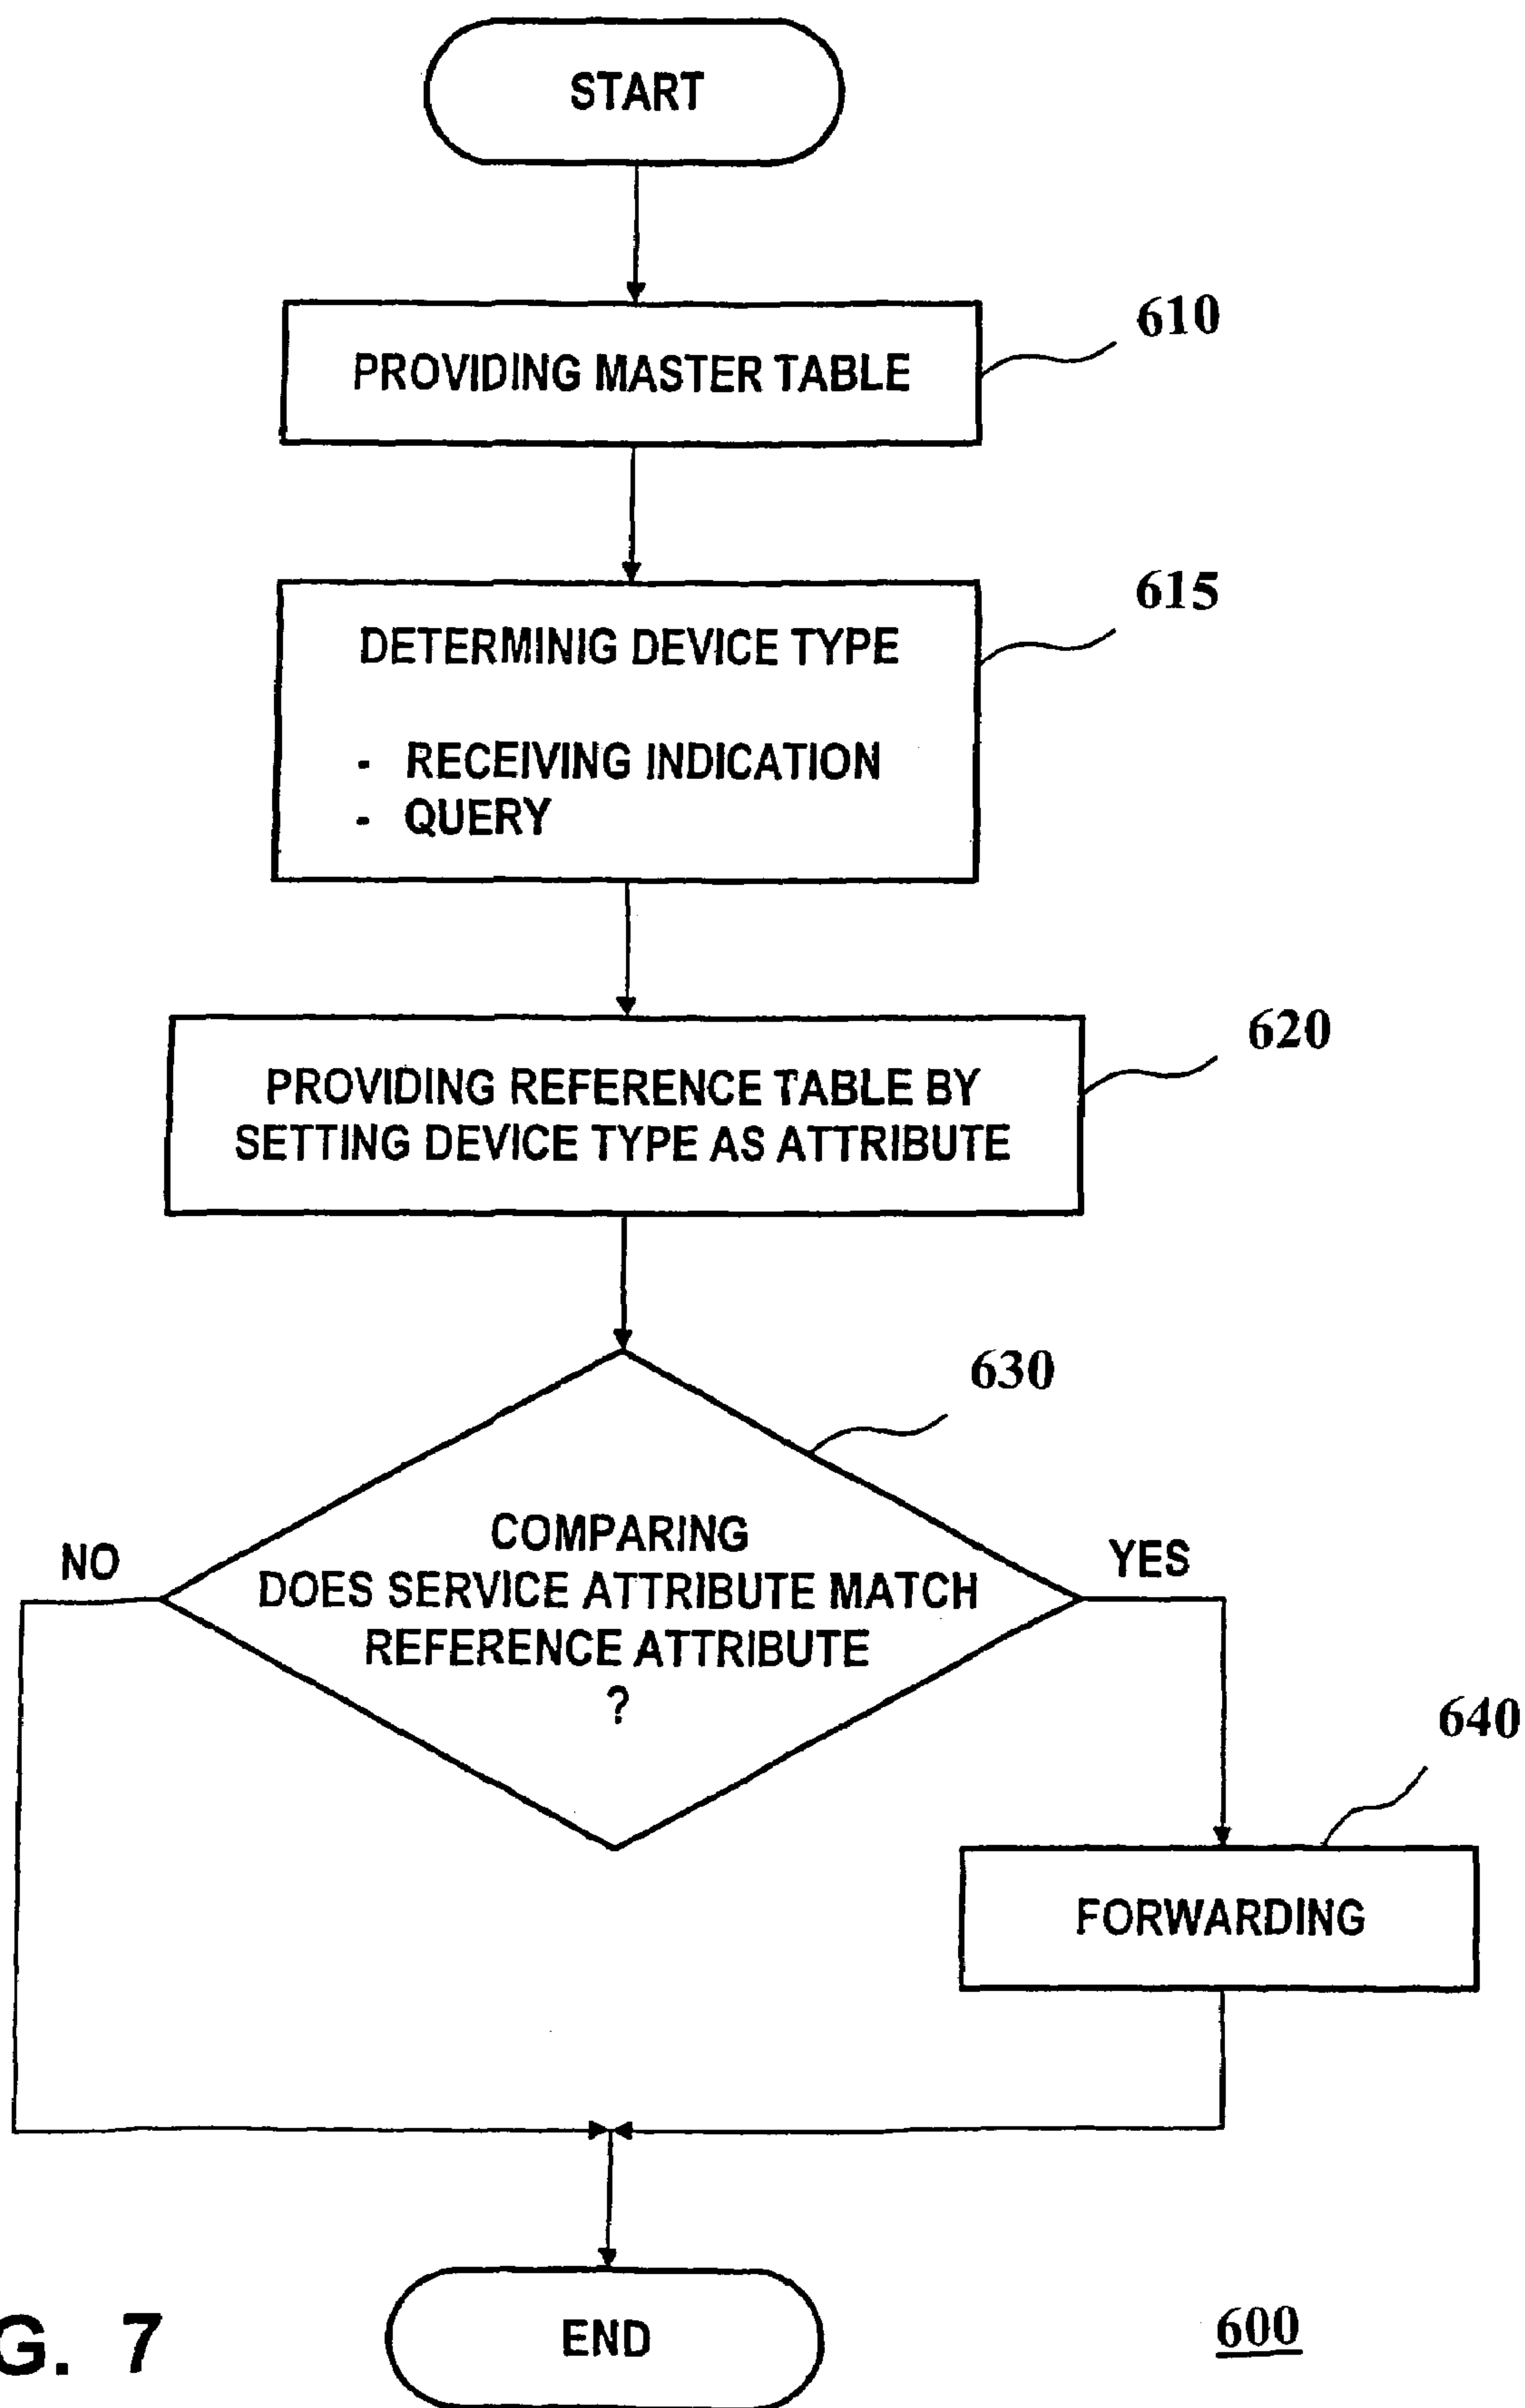 START
PROVIDING MASTER TABLE
610
DETERMINIG DEVICE TYPE
615
- RECEIVING INDICATION
- QUERY
PROVIDING REFERENCE TABLE BY
SETTING DEVICE TYPE AS ATTRIBUTE
620
630
COMPARING
DOES SERVICE ATTRIBUTE MATCH
REFERENCE ATTRIBUTE
?
NO
YES
640
FORWARDING
END
G. 7
600